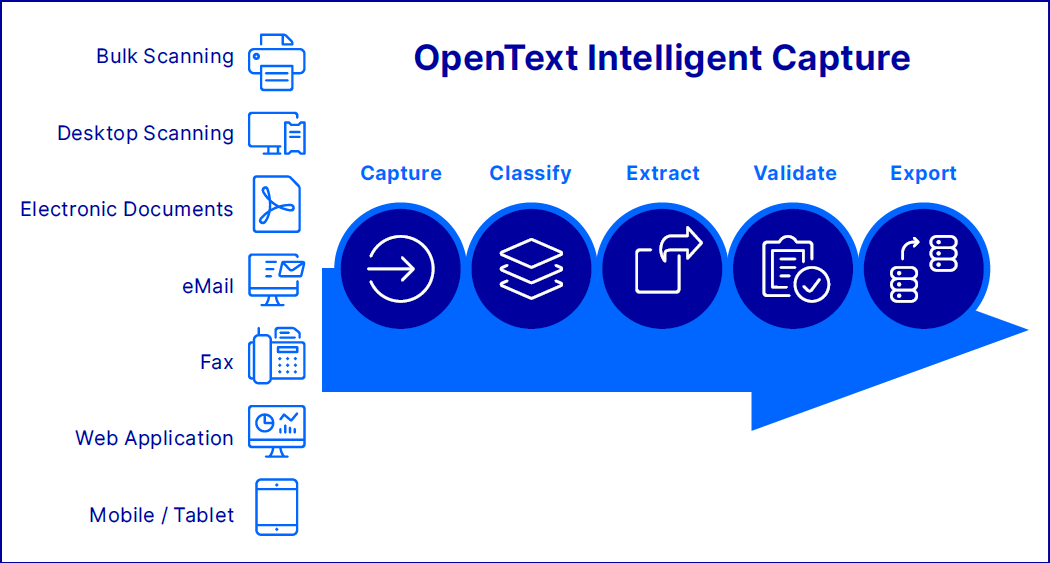 OpenText Intelligent Capture
Bulk Scanning
Desktop Scanning
Electronic Documents
eMail
Fax
Web Application
Mobile / Tablet
Capture
Classify
Extract
Validate
Export